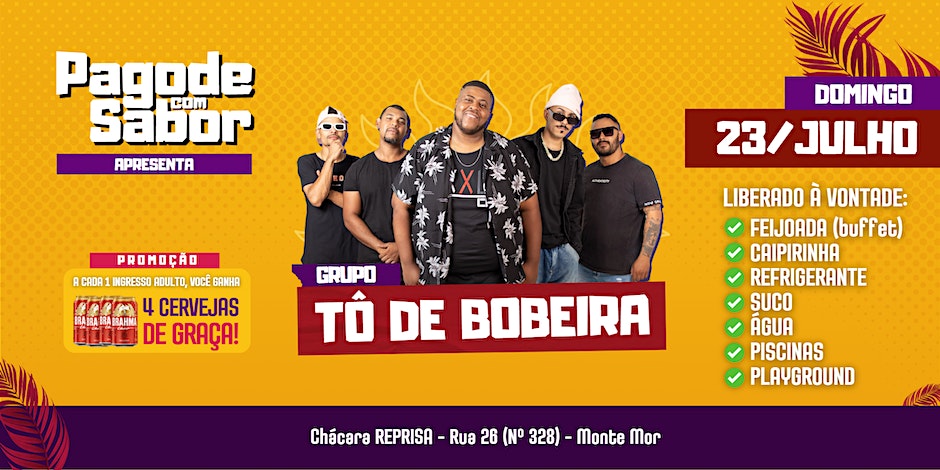 Pagode
com
Sabor
APRESENTA
PROMOÇÃO
A CADA 1 INGRESSO ADULTO, VOCÊ GANHA
4 CERVEJAS
DE GRAÇA!
BRAHMA
GRUPO
TÔ DE BOBEIRA
DOMINGO
23/JULHO
LIBERADO À VONTADE:
FEIJOADA (buffet)
CAIPIRINHA
REFRIGERANTE
SUCO
ÁGUA
PISCINAS
PLAYGROUND
Chácara REPRISA - Rua 26 (Nº 328) - Monte Mor